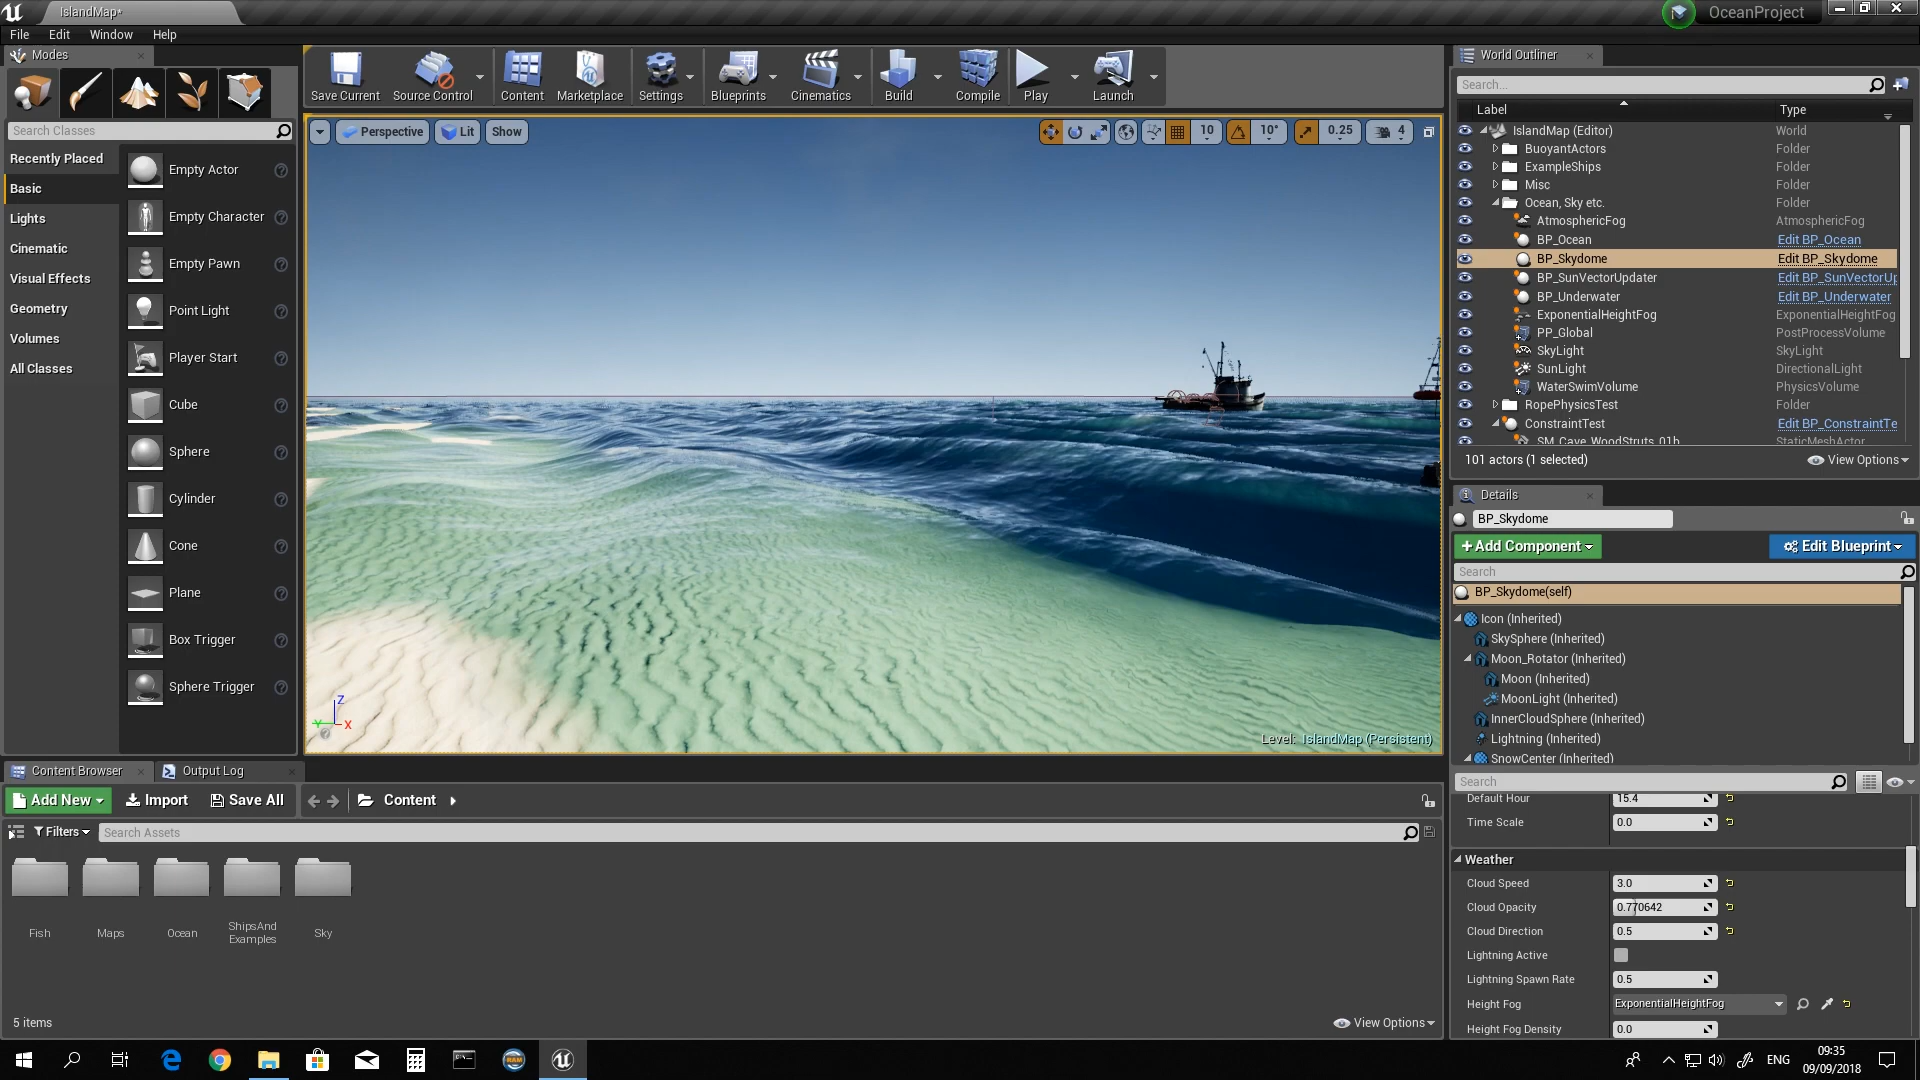 IslandMap*
OceanProject
File Edit Window Help
Modes
Search Classes
Recently Placed
Basic
Lights
Cinematic
Visual Effects
Geometry
Volumes
All Classes
Empty Actor
Empty Character
Empty Pawn
Point Light
Player Start
Cube
Sphere
Cylinder
Cone
Plane
Box Trigger
Sphere Trigger
Save Current Source Control Content Marketplace Settings Blueprints Cinematics Build Compile Play Launch
Perspective Lit Show 10 10° 0.25 4
Z
Y X
Level: IslandMap (Persistent)
World Outliner
Search...
Label Type
IslandMap (Editor) World
BuoyantActors Folder
ExampleShips Folder
Misc Folder
Ocean, Sky etc. Folder
AtmosphericFog AtmosphericFog
BP_Ocean Edit BP_Ocean
BP_Skydome Edit BP_Skydome
BP_SunVectorUpdater Edit BP_SunVectorUp
BP_Underwater Edit BP_Underwater
ExponentialHeightFog ExponentialHeightFog
PP_Global PostProcessVolume
SkyLight SkyLight
SunLight DirectionalLight
WaterSwimVolume PhysicsVolume
RopePhysicsTest Folder
ConstraintTest Edit BP_ConstraintTe
SM_Cave_WoodStruts_01b StaticMeshActor
101 actors (1 selected) View Options
Details
BP_Skydome
+Add Component Edit Blueprint
Search
BP_Skydome(self)
Icon (Inherited)
SkySphere (Inherited)
Moon_Rotator (Inherited)
Moon (Inherited)
MoonLight (Inherited)
InnerCloudSphere (Inherited)
Lightning (Inherited)
SnowCenter (Inherited)
Search
Default Hour 15.4
Time Scale 0.0
Weather
Cloud Speed 3.0
Cloud Opacity 0.770642
Cloud Direction 0.5
Lightning Active
Lightning Spawn Rate 0.5
Height Fog ExponentialHeightFog
Height Fog Density 0.0
Content Browser Output Log
Add New Import Save All Content
Filters Search Assets
Fish Maps Ocean ShipsAnd Sky
Examples
5 items View Options
ENG 09:35
09/09/2018